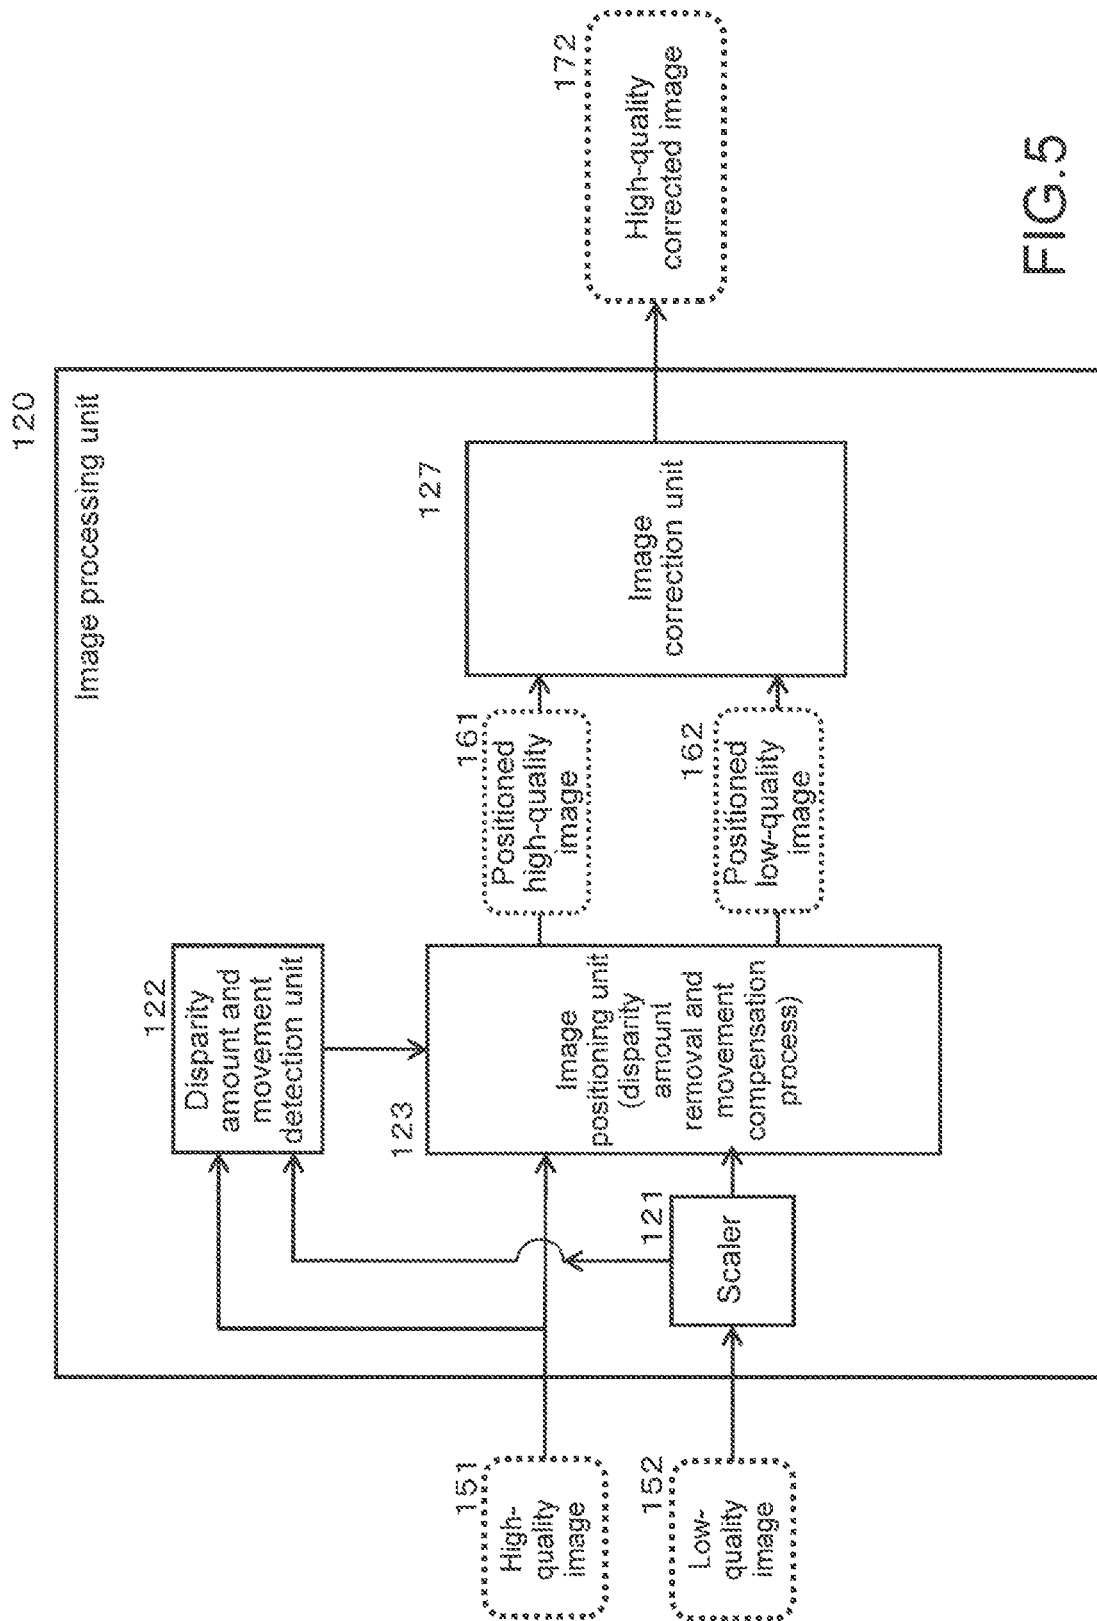 120
Image processing unit
122
Disparity
amount and
movement
detection unit
151
High-
quality
image
152
Low-
quality
image
121
Scaler
123
Image
positioning unit
(disparity
amount
removal and
movement
compensation
process)
161
Positioned
high-quality
image
162
Positioned
low-quality
image
127
Image
correction unit
172
High-quality
corrected image
FIG.5